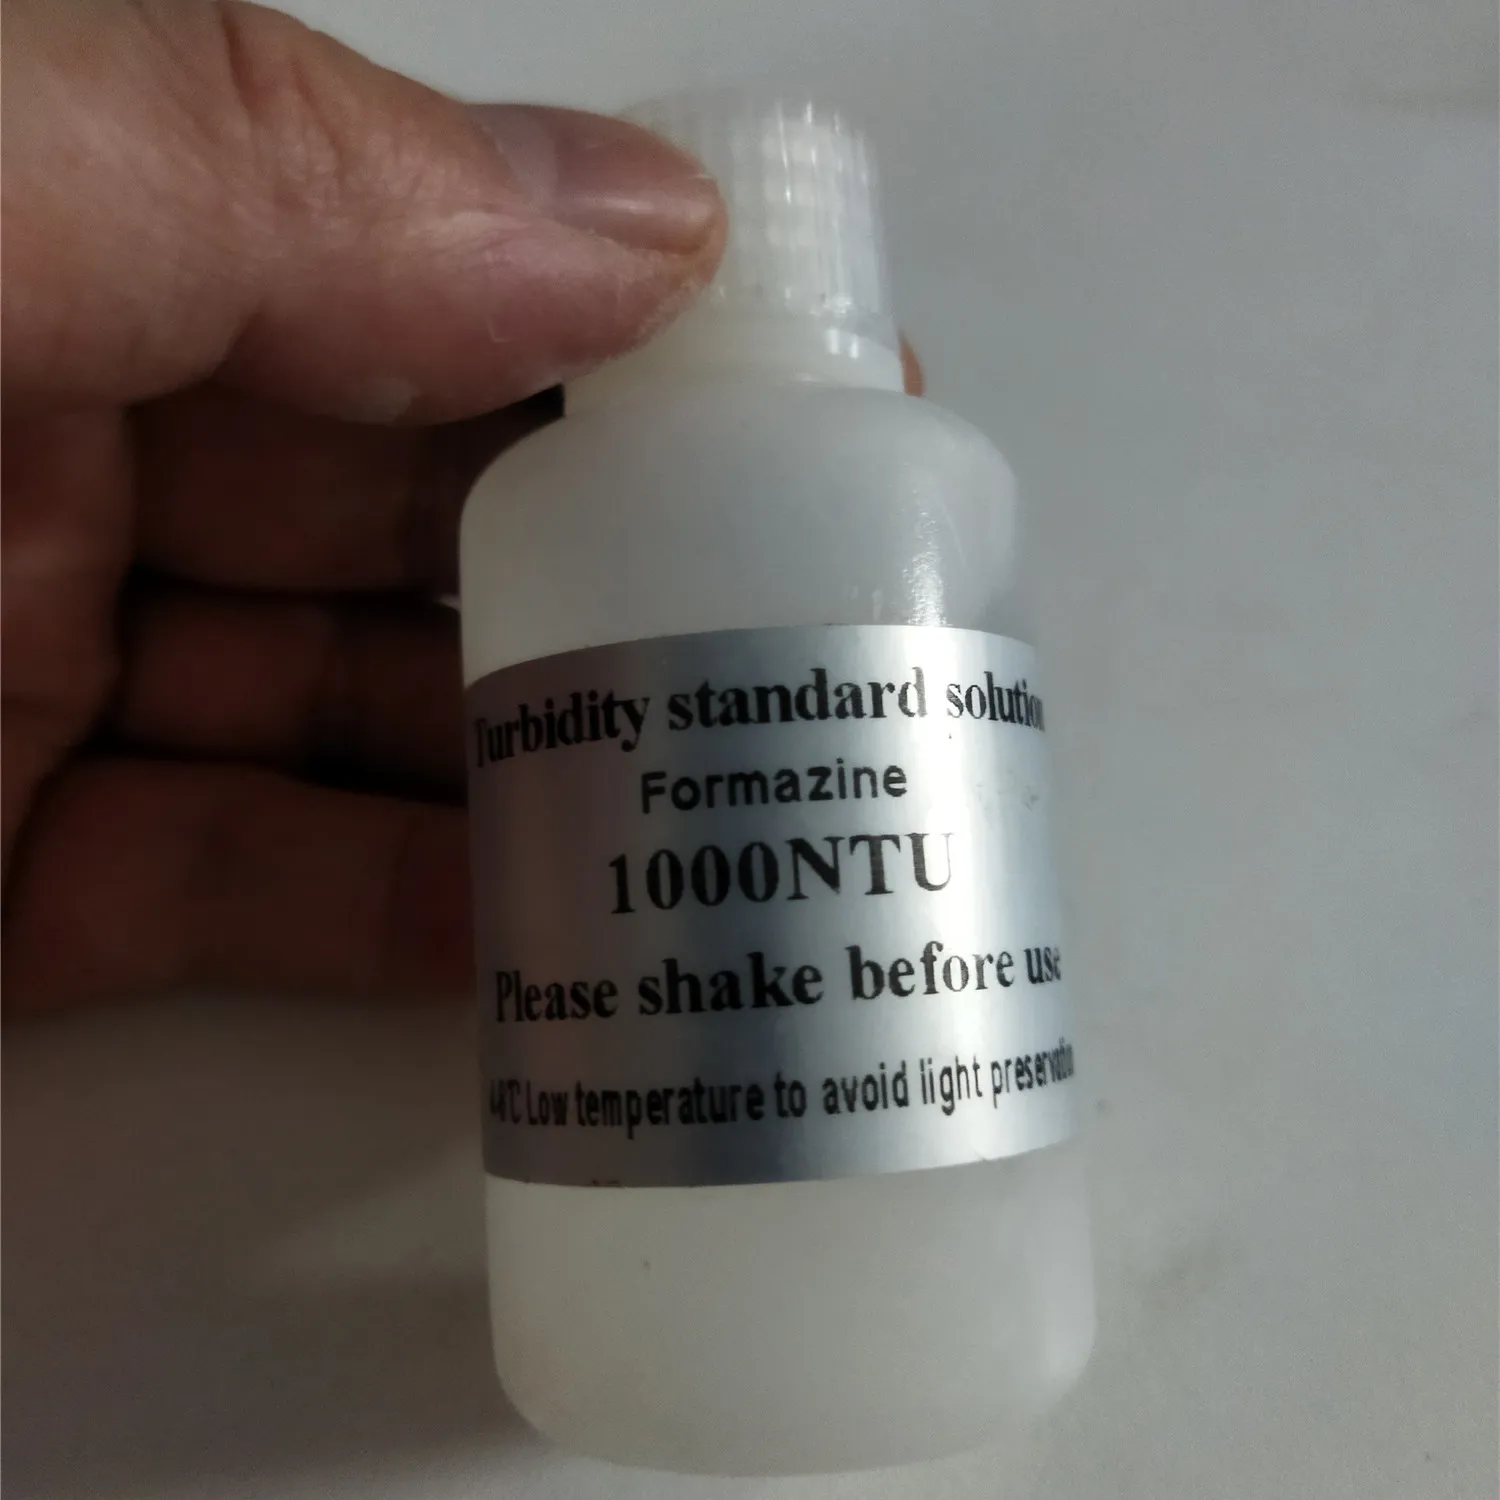 Turbidity standard solution
Formazine
1000NTU
Please shake before use
Low temperature to avoid light preservation